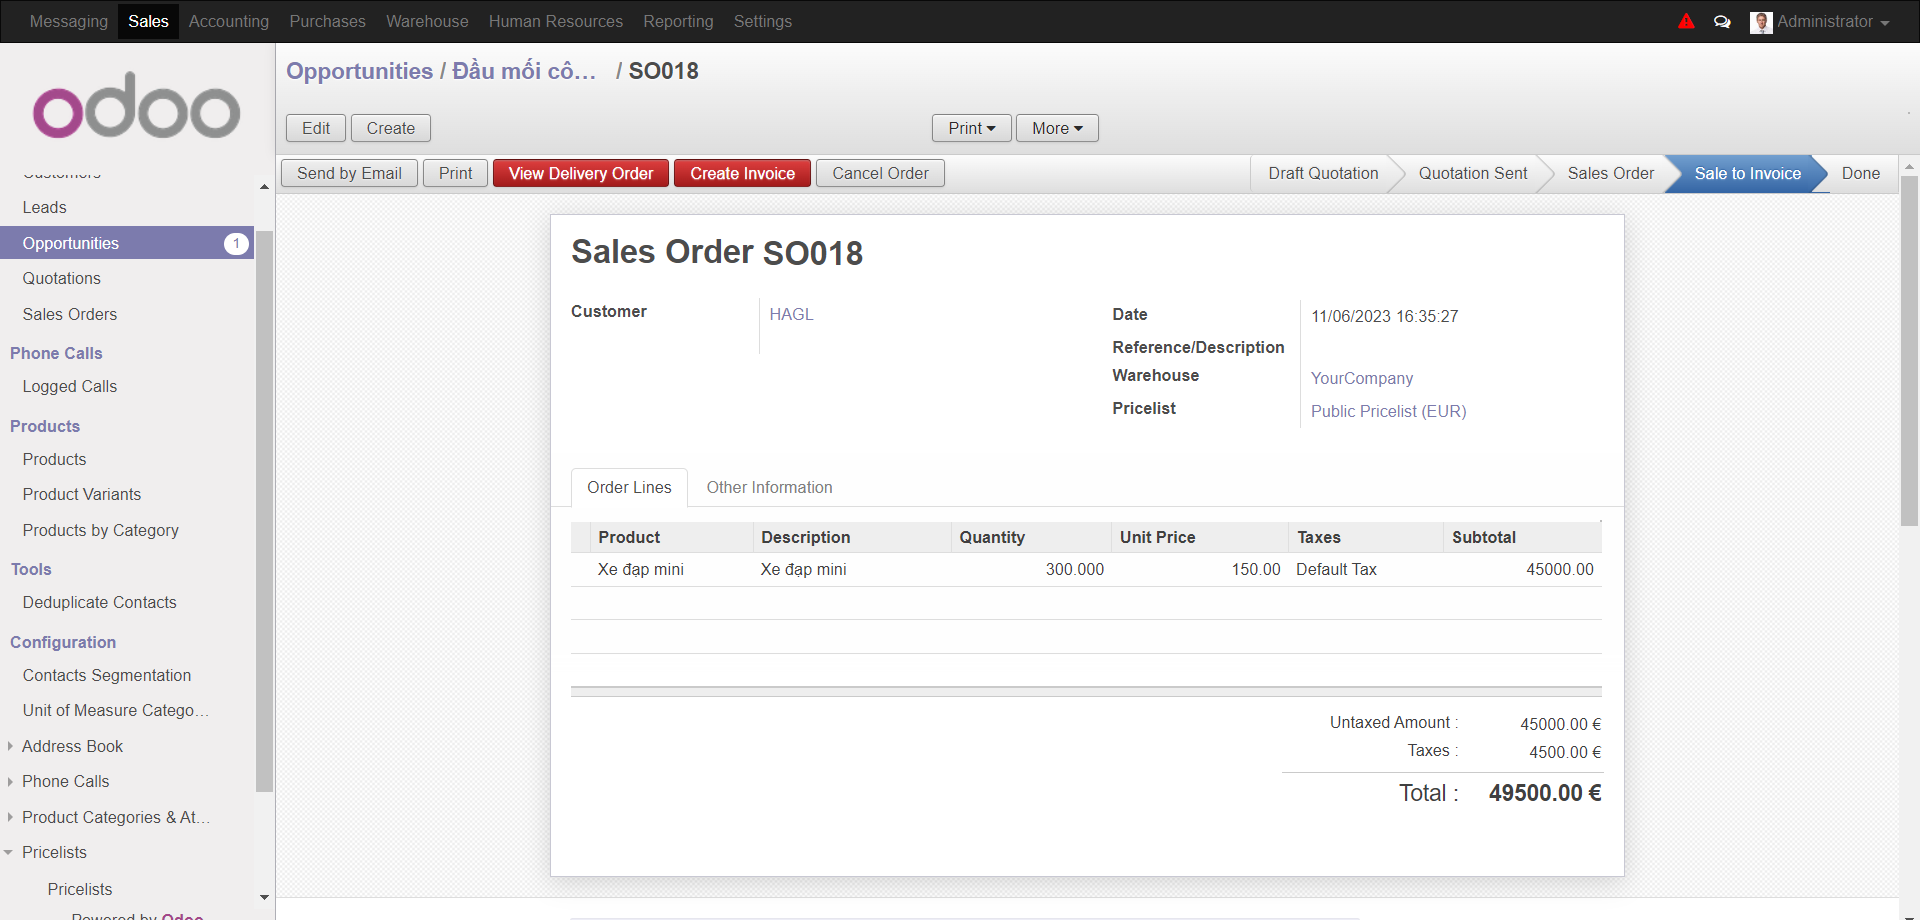 Messaging Sales Accounting Purchases Warehouse Human Resources Reporting Settings Administrator
odoo
Customers
Leads
Opportunities 1
Quotations
Sales Orders
Phone Calls
Logged Calls
Products
Products
Product Variants
Products by Category
Tools
Deduplicate Contacts
Configuration
Contacts Segmentation
Unit of Measure Catego...
Address Book
Phone Calls
Product Categories & At...
Pricelists
Pricelists
Powered by Odoo
Opportunities / Đầu mối cô... / SO018
Edit Create Print More
Send by Email Print View Delivery Order Create Invoice Cancel Order Draft Quotation Quotation Sent Sales Order Sale to Invoice Done
Sales Order SO018
Customer HAGL
Date 11/06/2023 16:35:27
Reference/Description
Warehouse YourCompany
Pricelist Public Pricelist (EUR)
Order Lines Other Information
Product Description Quantity Unit Price Taxes Subtotal
Xe đạp mini Xe đạp mini 300.000 150.00 Default Tax 45000.00
Untaxed Amount : 45000.00 €
Taxes : 4500.00 €
Total : 49500.00 €